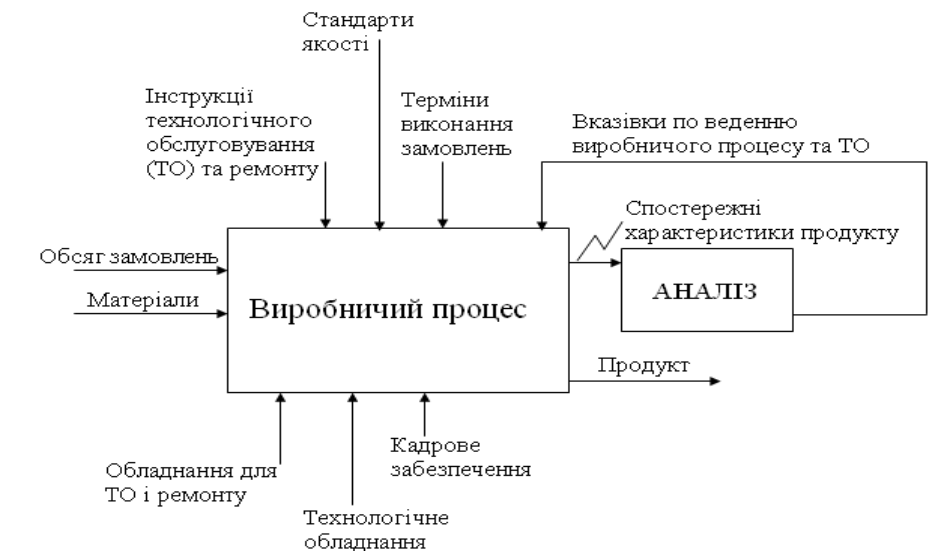 Стандарти
якості
Інструкції
технологічного
обслуговування
(ТО) та ремонту
Терміни
виконання
замовлень
Вказівки по веденню
виробничого процесу та ТО
Спостережні
характеристики продукту
Обсяг замовлень
Матеріали
Виробничий процес
АНАЛІЗ
Продукт
Кадрове
забезпечення
Обладнання для
ТО і ремонту
Технологічне
обладнання